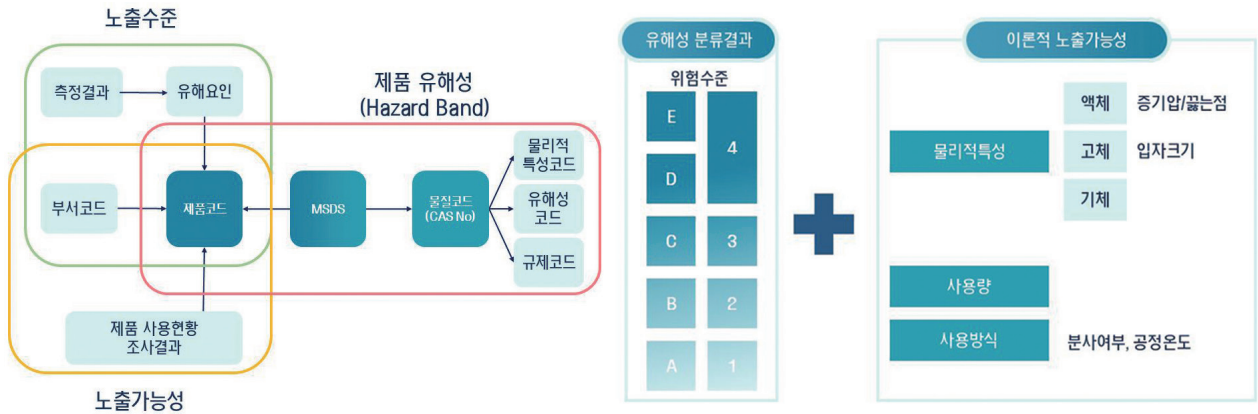 노출수준
측정결과
유해요인
제품 유해성
(Hazard Band)
부서코드
제품코드
MSDS
물질코드
(CAS No)
물리적
특성코드
유해성
코드
규제코드
제품 사용현황
조사결과
노출가능성
유해성 분류결과
위험수준
E
D
C
B
A
4
3
2
1
이론적 노출가능성
물리적특성
액체 증기압/끓는점
고체 입자크기
기체
사용량
사용방식
분사여부, 공정온도